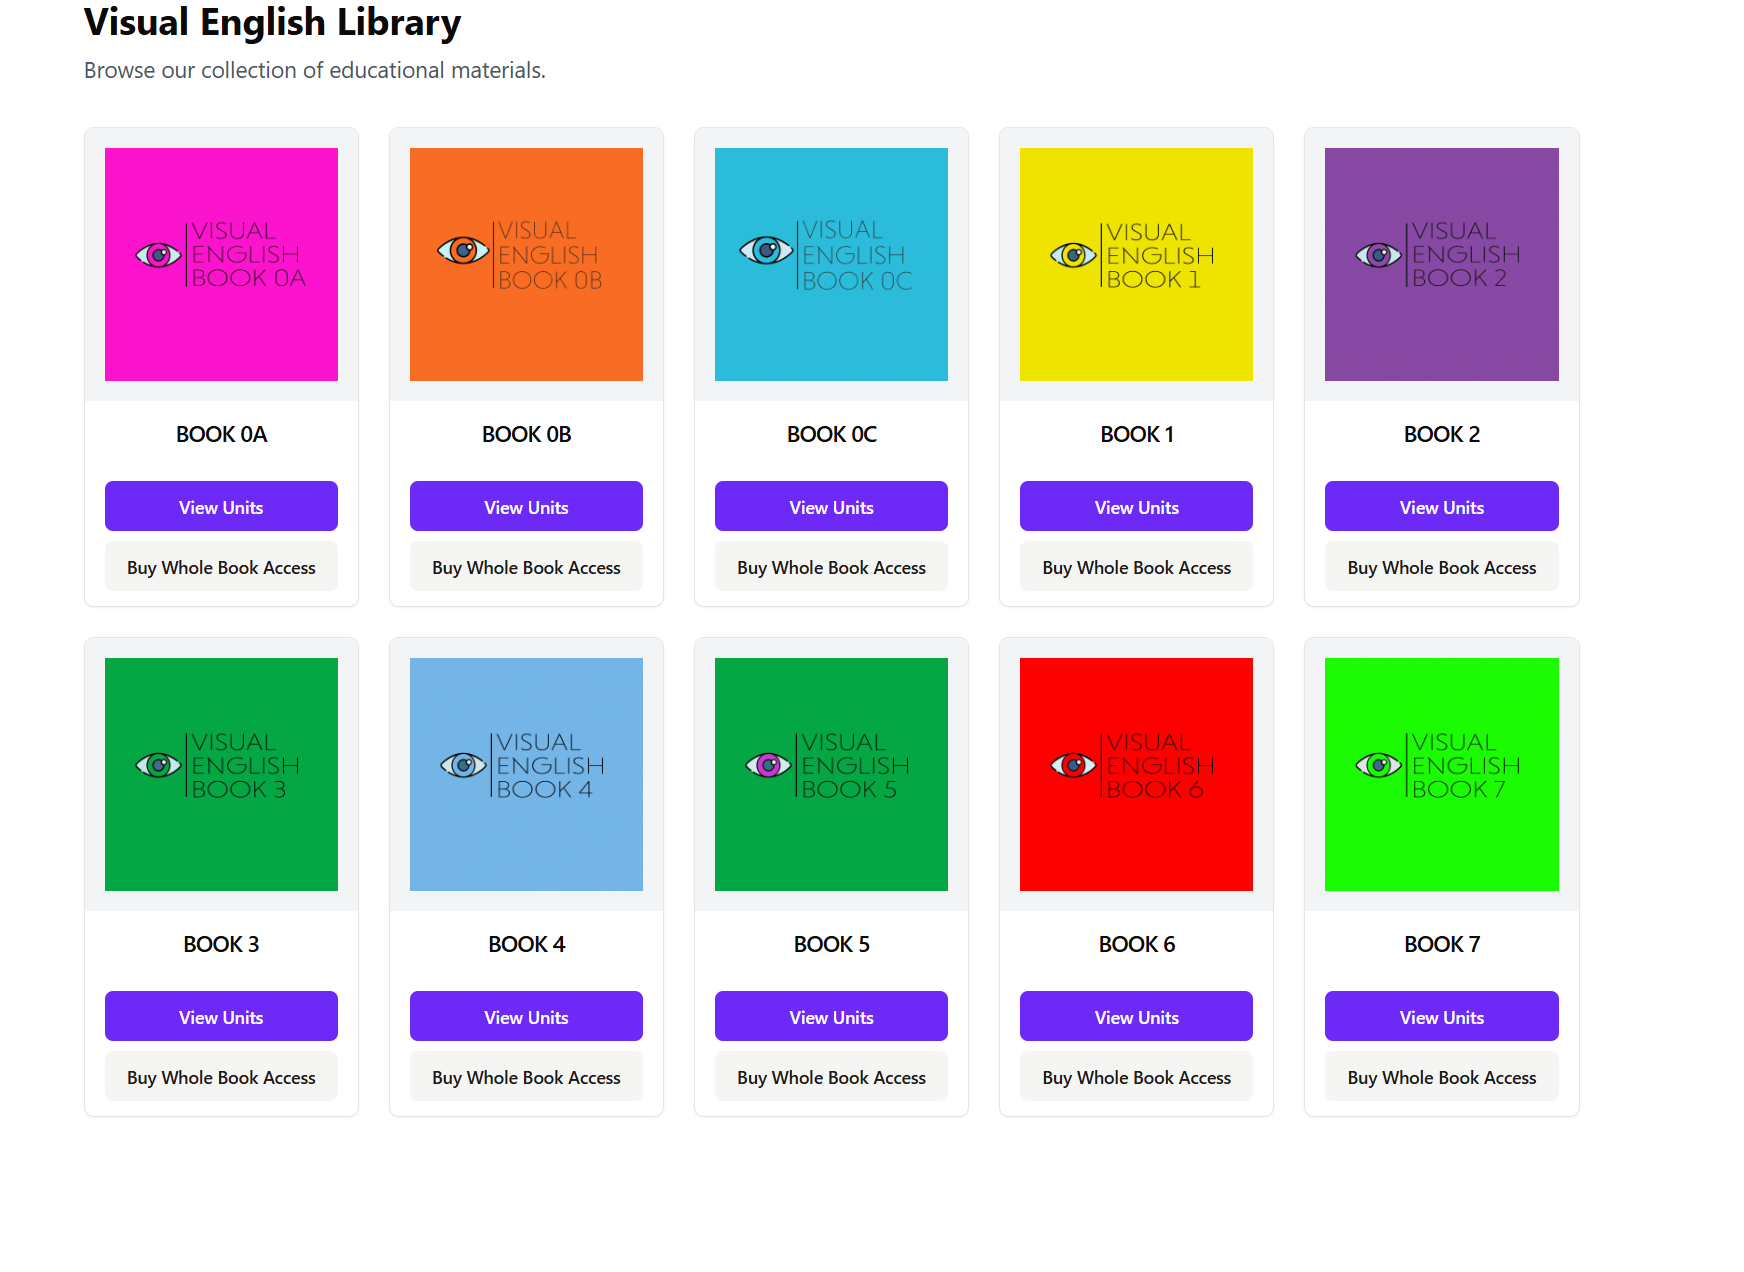 Visual English Library
Browse our collection of educational materials.
VISUAL
ENGLISH
BOOK 0A
VISUAL
ENGLISH
BOOK 0B
VISUAL
ENGLISH
BOOK 0C
VISUAL
ENGLISH
BOOK 1
VISUAL
ENGLISH
BOOK 2
BOOK 0A
BOOK 0B
BOOK 0C
BOOK 1
BOOK 2
View Units
View Units
View Units
View Units
View Units
Buy Whole Book Access
Buy Whole Book Access
Buy Whole Book Access
Buy Whole Book Access
Buy Whole Book Access
VISUAL
ENGLISH
BOOK 3
VISUAL
ENGLISH
BOOK 4
VISUAL
ENGLISH
BOOK 5
VISUAL
ENGLISH
BOOK 6
VISUAL
ENGLISH
BOOK 7
BOOK 3
BOOK 4
BOOK 5
BOOK 6
BOOK 7
View Units
View Units
View Units
View Units
View Units
Buy Whole Book Access
Buy Whole Book Access
Buy Whole Book Access
Buy Whole Book Access
Buy Whole Book Access